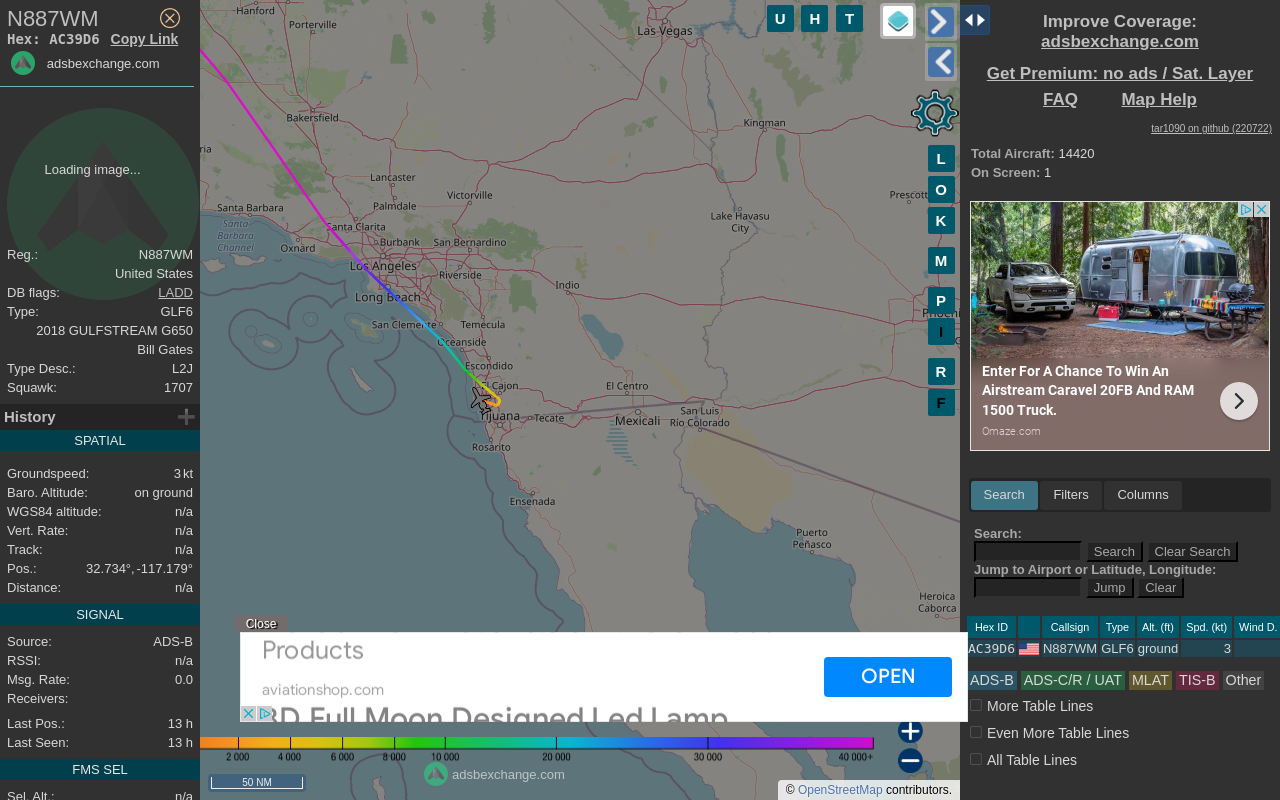 N887WM
Hex: AC39D6 Copy Link
adsbexchange.com
Loading image...
Reg.: N887WM
United States
DB flags: LADD
Type: GLF6
2018 GULFSTREAM G650
Bill Gates
Type Desc.: L2J
Squawk: 1707
History
SPATIAL
Groundspeed: 3 kt
Baro. Altitude: on ground
WGS84 altitude: n/a
Vert. Rate: n/a
Track: n/a
Pos.: 32.734°, -117.179°
Distance: n/a
SIGNAL
Source: ADS-B
RSSI: n/a
Msg. Rate: 0.0
Receivers:
Last Pos.: 13 h
Last Seen: 13 h
FMS SEL
Sel. Alt.: n/a
Hanford
Porterville
Las Vegas
Bakersfield
Kingman
ria
Lancaster
Palmdale
Victorville
Prescott
Santa Barbara
Santa-
Barbara
Channel
Santa Clarita
Lake Havasu
City
Oxnard
Burbank
San Bernardino
Los Angeles
Riverside
Long Beach
Indio
Phoenix
San Clemente
Temecula
Oceanside
Escondido
El Cajon
El Centro
Tijuana
Tecate
Mexicali
San Luis
Río Colorado
Rosarito
Ensenada
Puerto
Peñasco
Heroica
Caborca
U H T
L
O
K
M
P
I
R
F
Close
Products
aviationshop.com
3D Full Moon Designed Led Lamp
OPEN
2 000 4 000 6 000 8 000 10 000 20 000 30 000 40 000+
adsbexchange.com
50 NM
© OpenStreetMap contributors.
Improve Coverage:
adsbexchange.com
Get Premium: no ads / Sat. Layer
FAQ Map Help
tar1090 on github (220722)
Total Aircraft: 14420
On Screen: 1
Enter For A Chance To Win An
Airstream Caravel 20FB And RAM
1500 Truck.
Omaze.com
Search Filters Columns
Search:
Search Clear Search
Jump to Airport or Latitude, Longitude:
Jump Clear
Hex ID Callsign Type Alt. (ft) Spd. (kt) Wind D.
AC39D6 N887WM GLF6 ground 3
ADS-B ADS-C/R / UAT MLAT TIS-B Other
More Table Lines
Even More Table Lines
All Table Lines